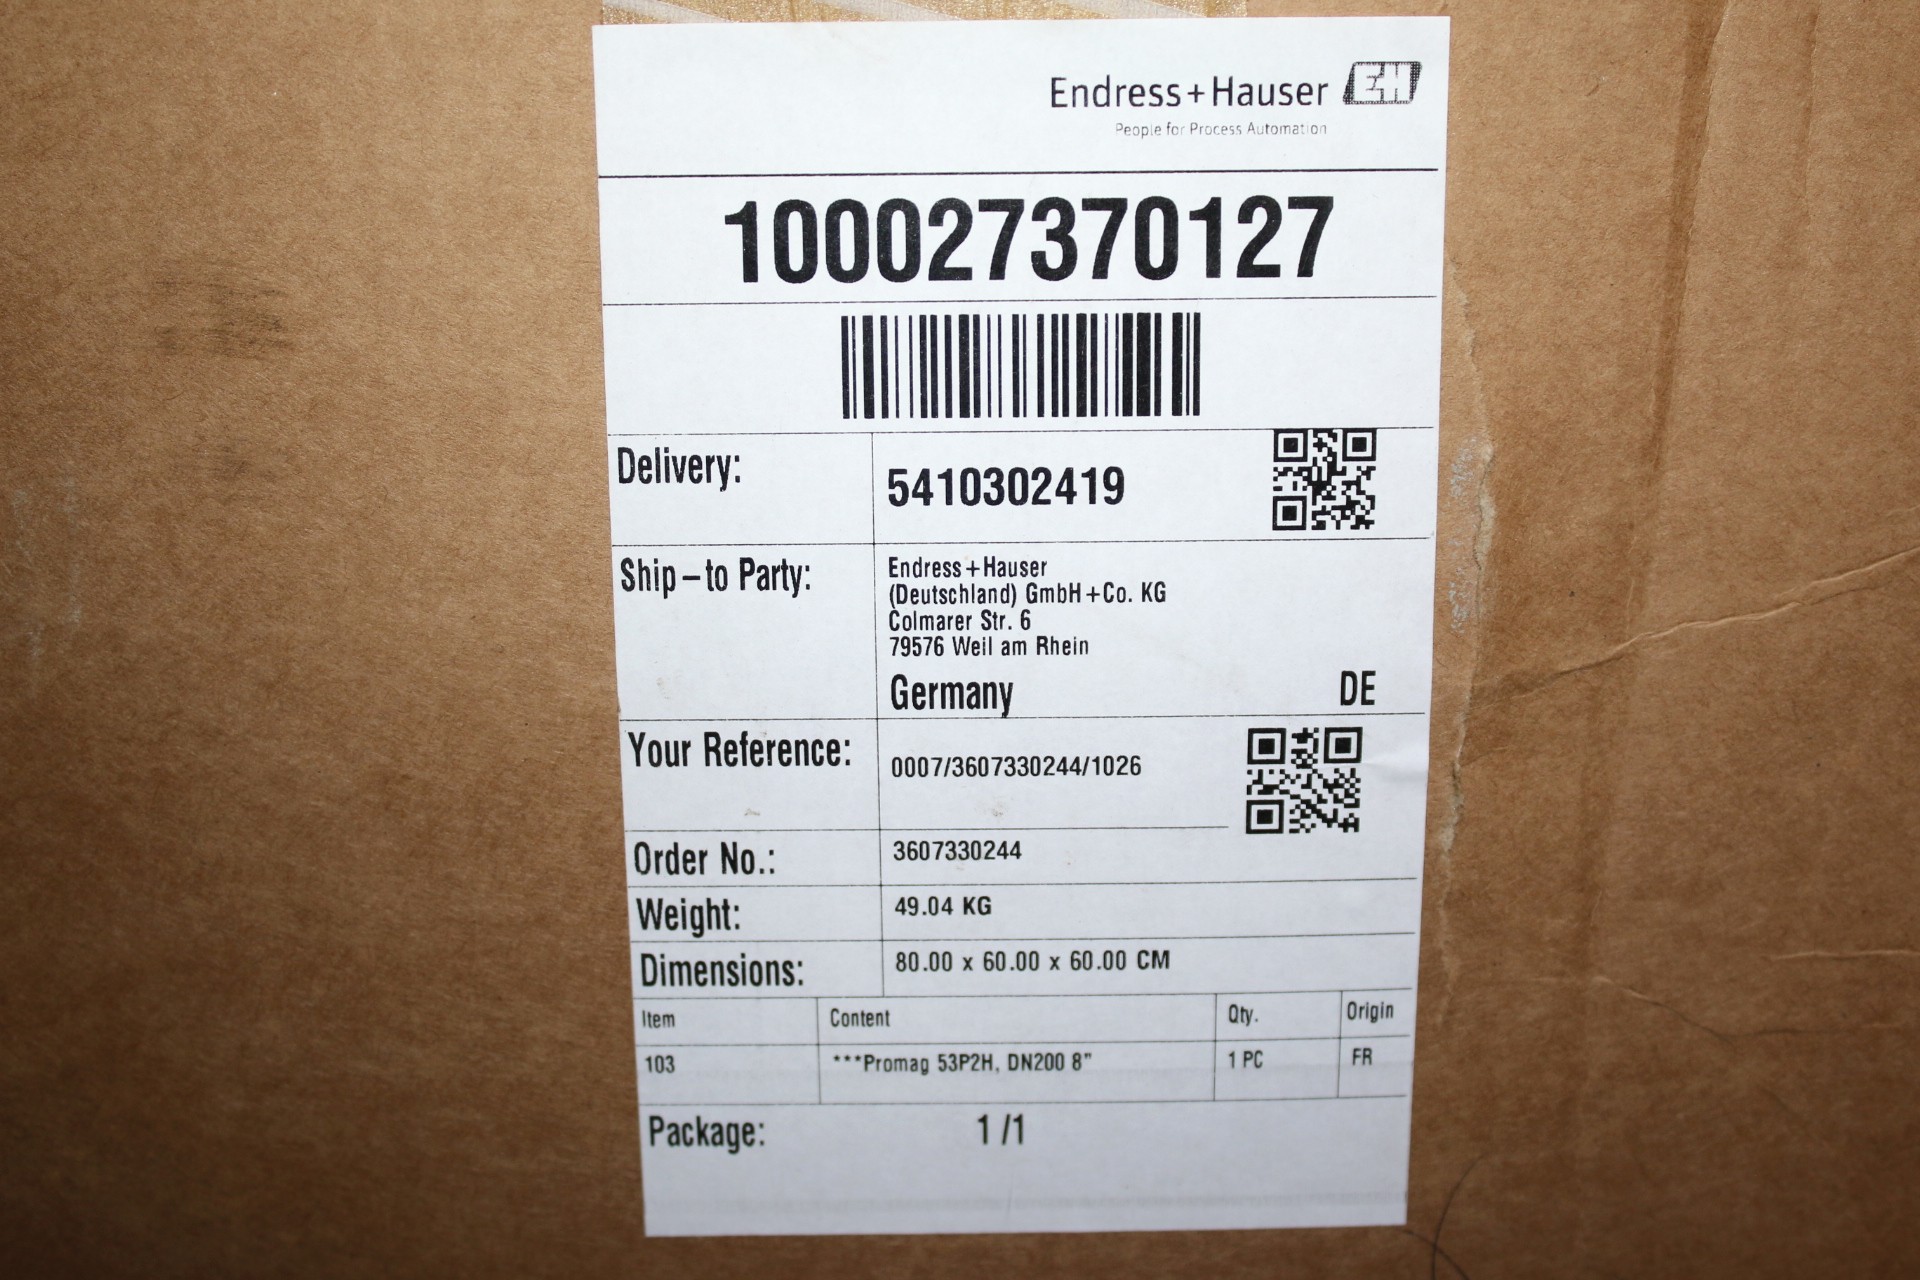 Endress+Hauser EH
People for Process Automation
100027370127
Delivery: 5410302419
Ship-to Party: Endress+Hauser
(Deutschland) GmbH+Co. KG
Colmarer Str. 6
79576 Weil am Rhein
Germany DE
Your Reference: 0007/3607330244/1026
Order No.: 3607330244
Weight: 49.04 KG
Dimensions: 80.00 x 60.00 x 60.00 CM
Item Content Qty. Origin
103 ***Promag 53P2H, DN200 8" 1 PC FR
Package: 1 /1